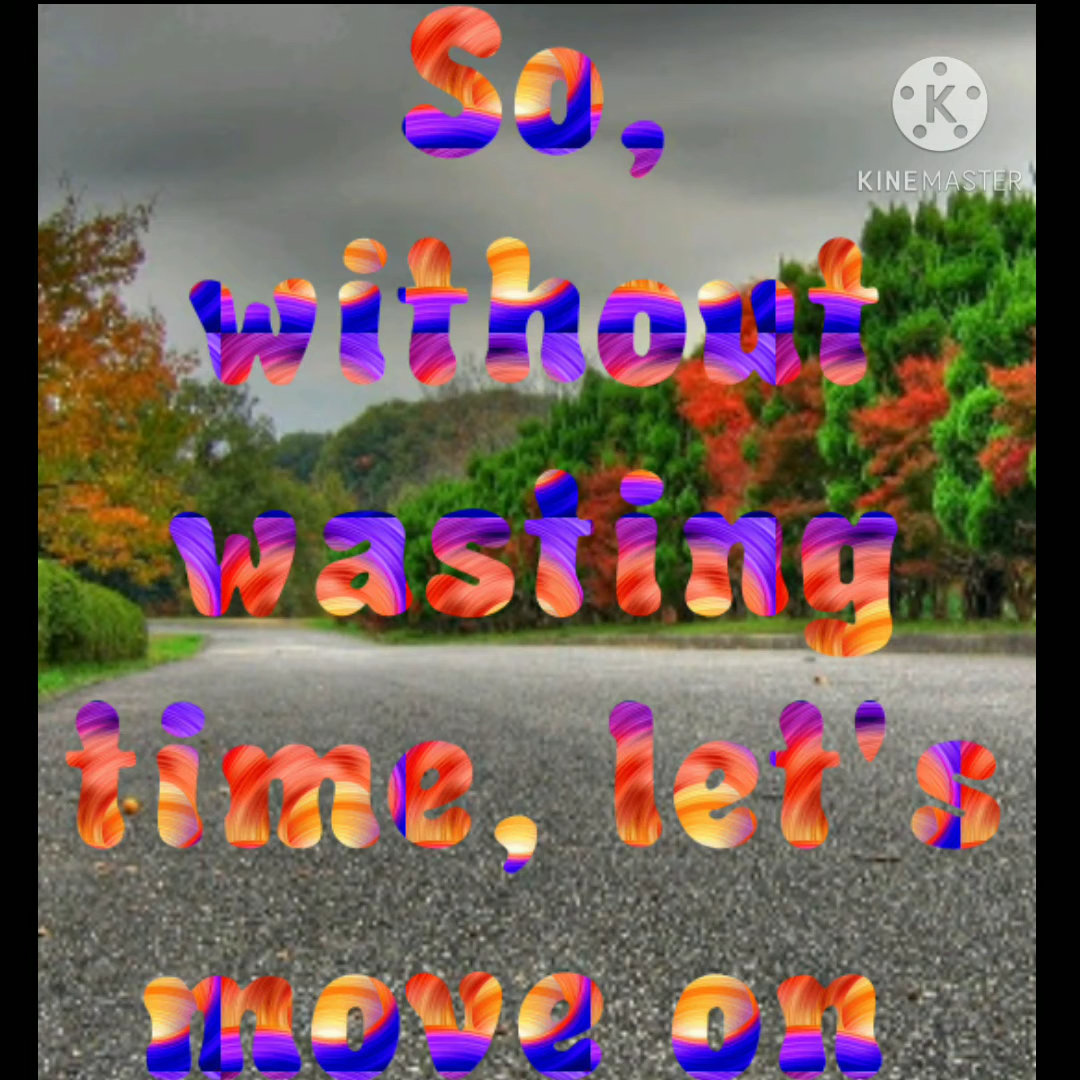 So,
KINEMASTER
without
wasting
time, let's
move on